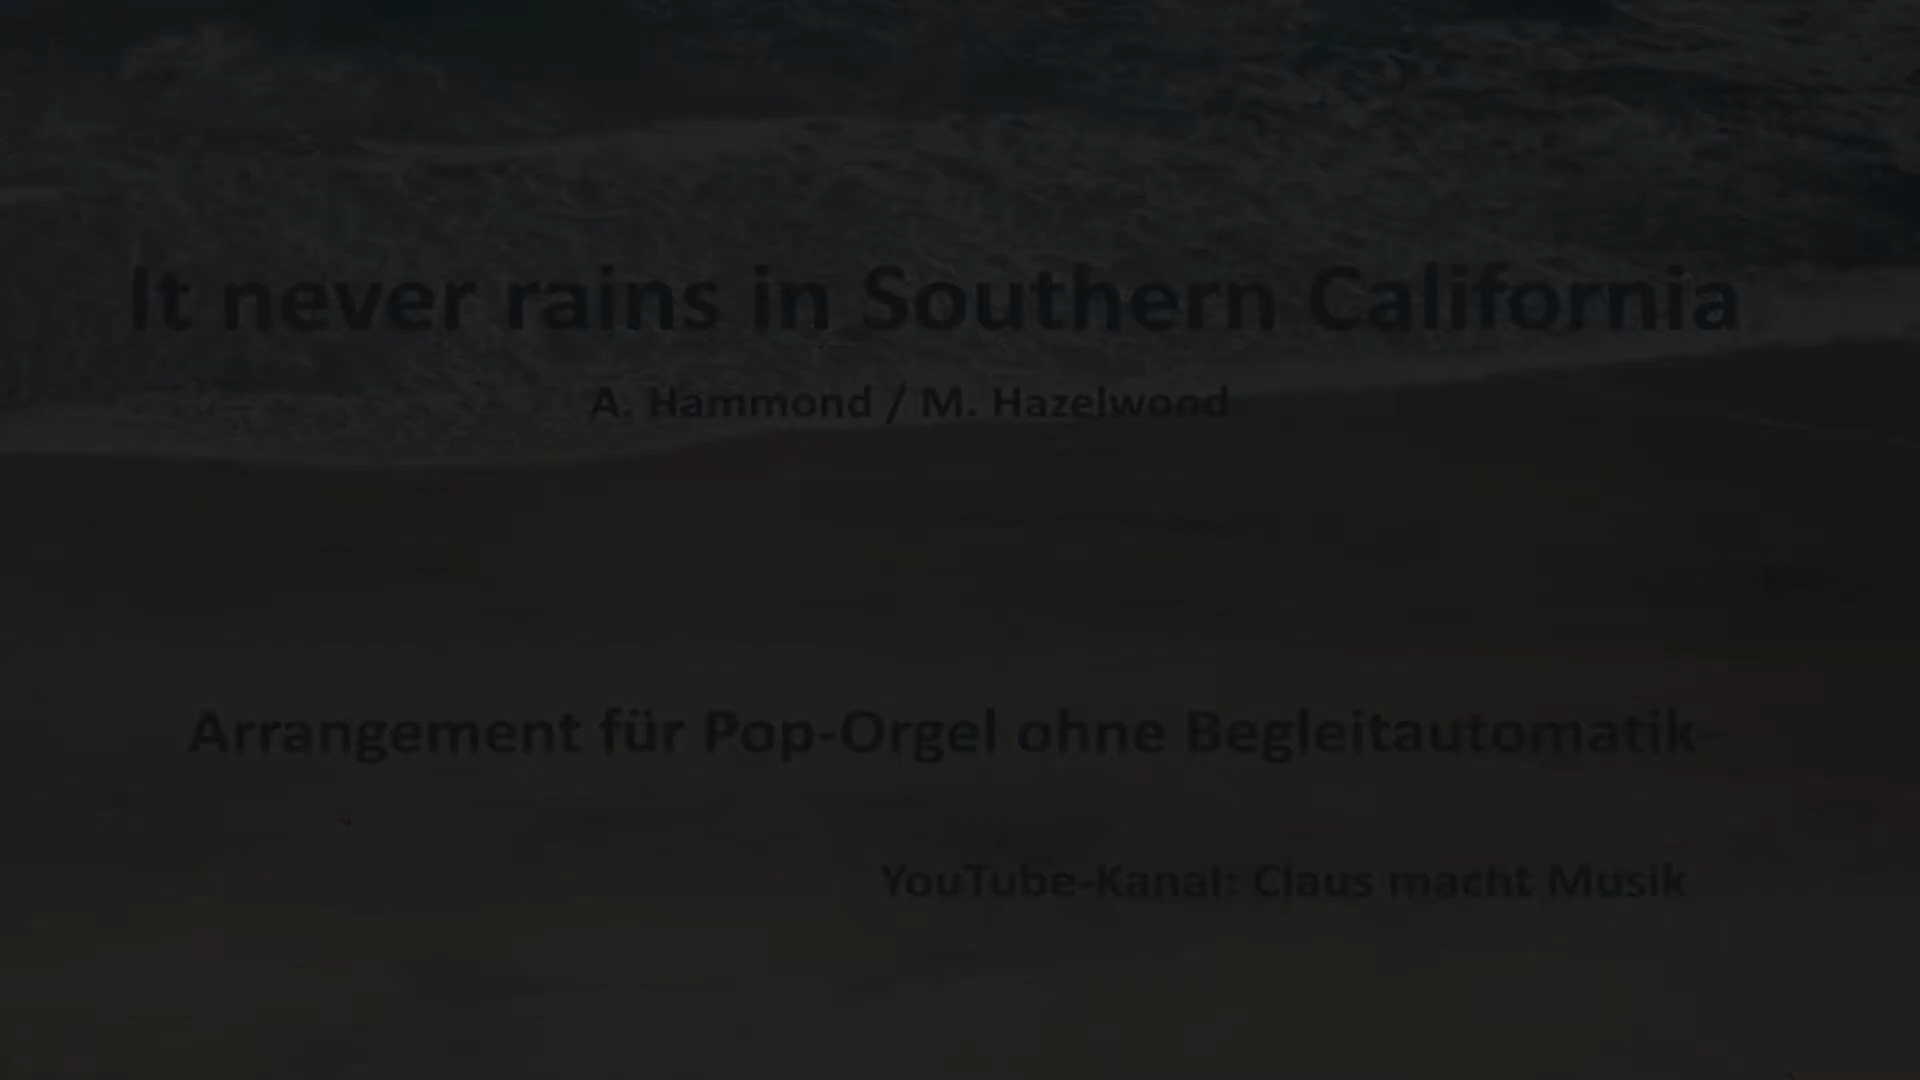 It never rains in Southern California
A. Hammond / M. Hazelwood
Arrangement für Pop-Orgel ohne Begleitautomatik
YouTube-Kanal: Claus macht Musik